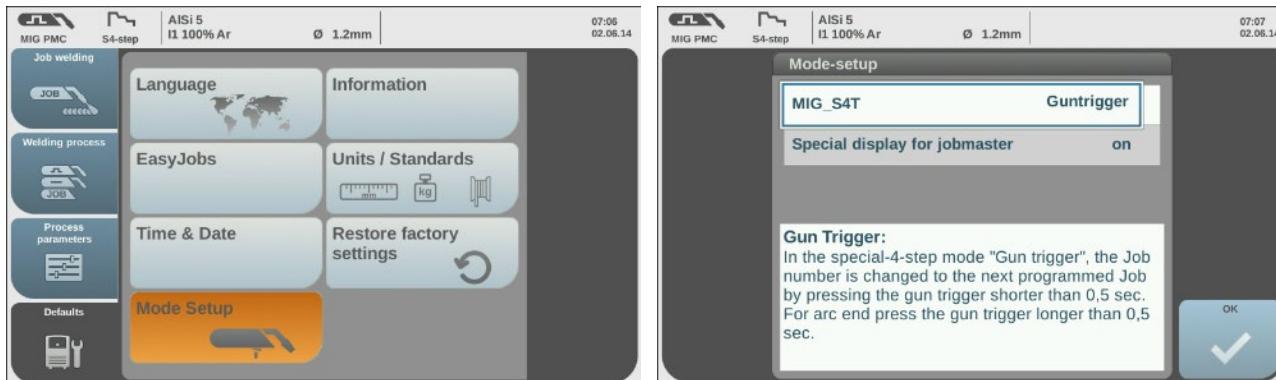 MIG PMC
S4-step
AlSi 5
I1 100% Ar
Ø 1.2mm
07:06
02.06.14
Job welding
JOB
Welding process
JOB
Process
parameters
Defaults
Language
Information
EasyJobs
Units / Standards
mm
kg
Time & Date
Restore factory
settings
Mode Setup
MIG PMC
S4-step
AlSi 5
I1 100% Ar
Ø 1.2mm
07:07
02.06.14
Mode-setup
MIG_S4T Guntrigger
Special display for jobmaster on
Gun Trigger:
In the special-4-step mode "Gun trigger", the Job
number is changed to the next programmed Job
by pressing the gun trigger shorter than 0,5 sec.
For arc end press the gun trigger longer than 0,5
sec.
OK